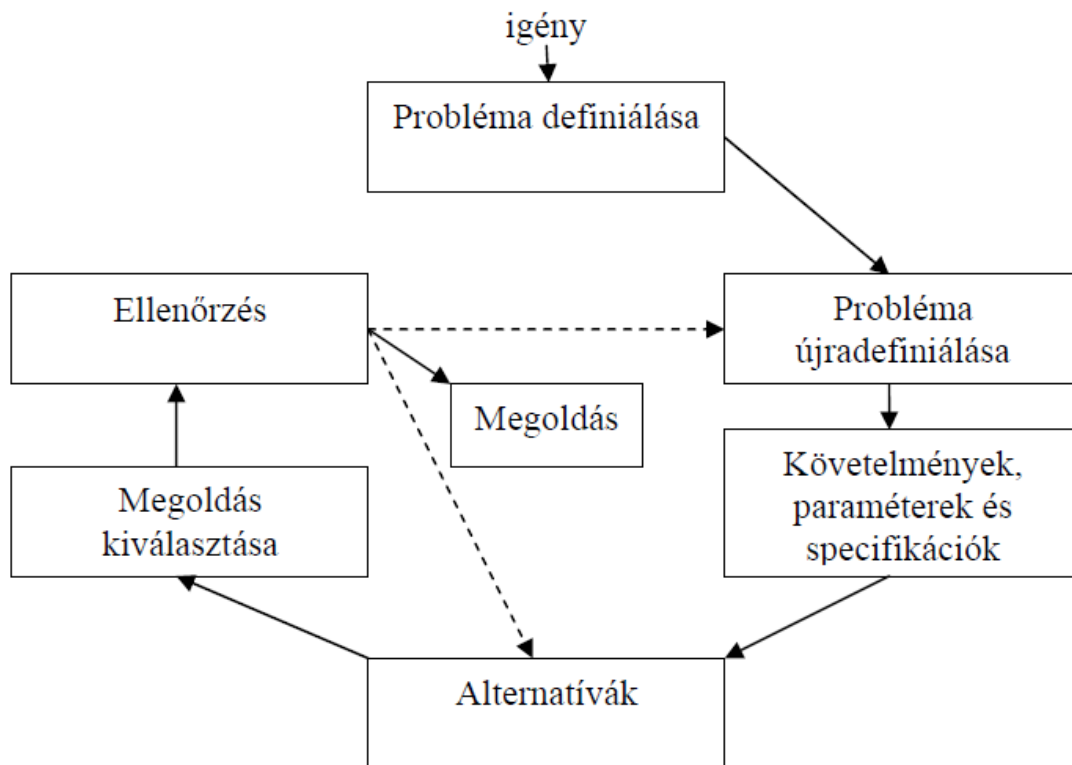 igény
Probléma definiálása
Ellenőrzés
Probléma
újradefiniálása
Megoldás
Megoldás
kiválasztása
Követelmények,
paraméterek és
specifikációk
Alternatívák